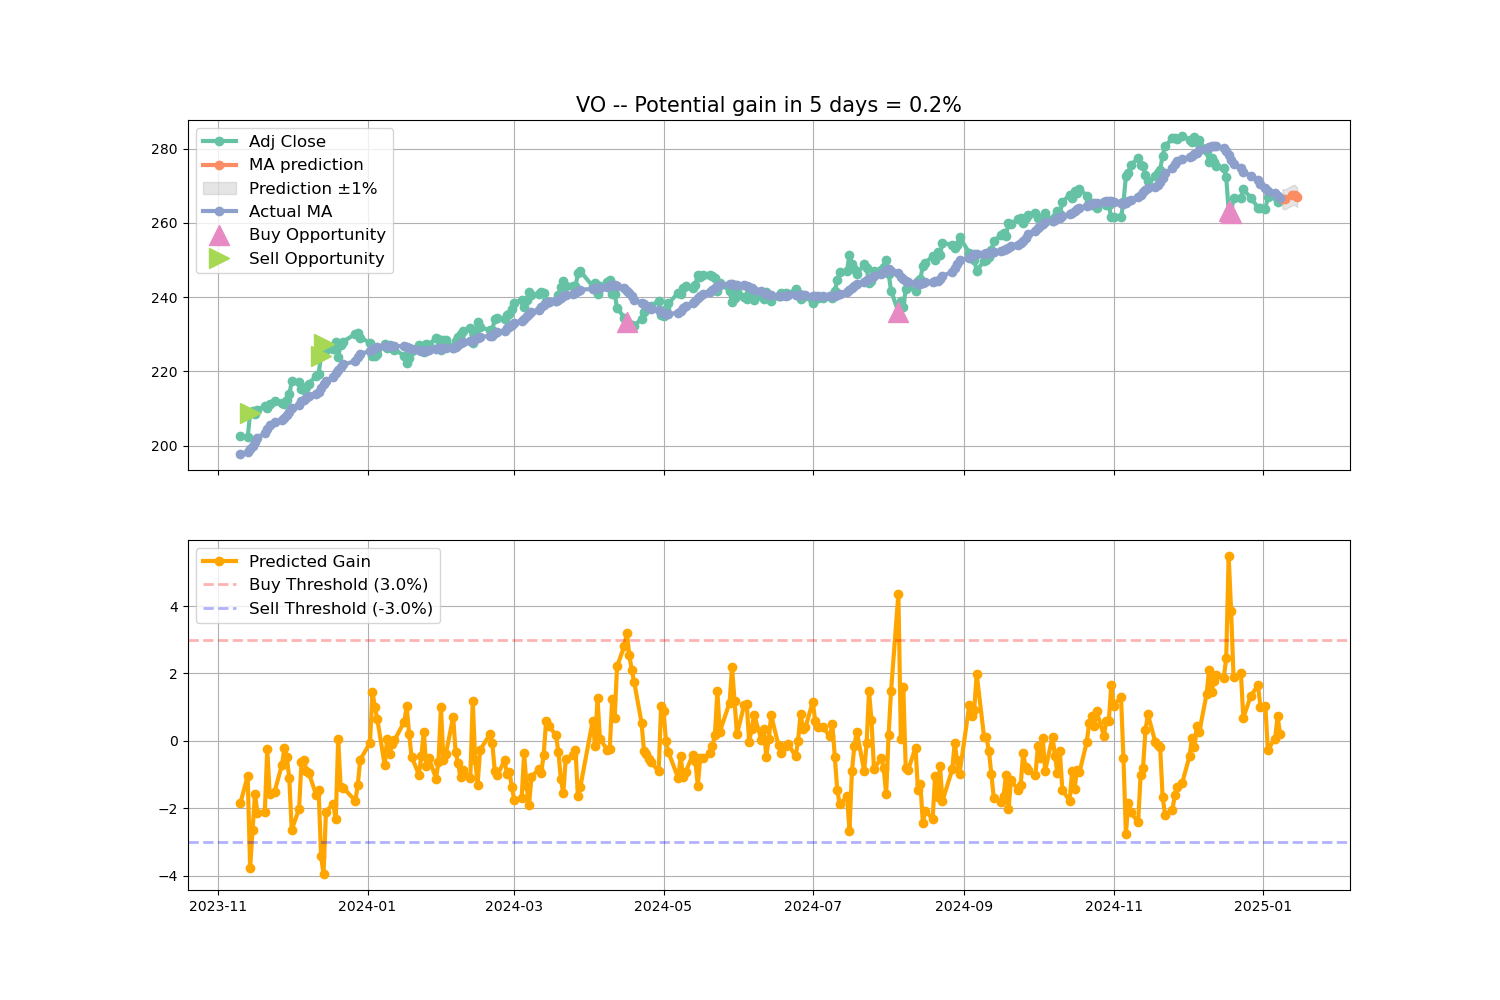 VO -- Potential gain in 5 days = 0.2%
Adj Close
MA prediction
Prediction ±1%
Actual MA
Buy Opportunity
Sell Opportunity
280
260
240
220
200
Predicted Gain
Buy Threshold (3.0%)
Sell Threshold (-3.0%)
4
2
0
−2
−4
2023-11 2024-01 2024-03 2024-05 2024-07 2024-09 2024-11 2025-01